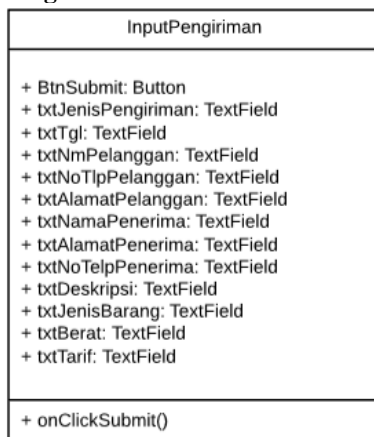 InputPengiriman
+ BtnSubmit: Button
+ txtJenisPengiriman: TextField
+ txtTgl: TextField
+ txtNmPelanggan: TextField
+ txtNoTlpPelanggan: TextField
+ txtAlamatPelanggan: TextField
+ txtNamaPenerima: TextField
+ txtAlamatPenerima: TextField
+ txtNoTelpPenerima: TextField
+ txtDeskripsi: TextField
+ txtJenisBarang: TextField
+ txtBerat: TextField
+ txtTarif: TextField
+ onClickSubmit()